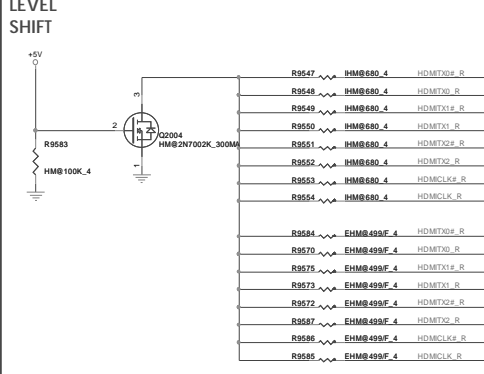 LEVEL
SHIFT
+5V
3
2
1
Q2004
HM@2N7002K_300MA
R9583
HM@100K_4
R9547 IHM@680_4 HDMITX0#_R
R9548 IHM@680_4 HDMITX0_R
R9549 IHM@680_4 HDMITX1#_R
R9550 IHM@680_4 HDMITX1_R
R9551 IHM@680_4 HDMITX2#_R
R9552 IHM@680_4 HDMITX2_R
R9553 IHM@680_4 HDMICLK#_R
R9554 IHM@680_4 HDMICLK_R
R9584 EHM@499/F_4 HDMITX0#_R
R9570 EHM@499/F_4 HDMITX0_R
R9575 EHM@499/F_4 HDMITX1#_R
R9573 EHM@499/F_4 HDMITX1_R
R9572 EHM@499/F_4 HDMITX2#_R
R9587 EHM@499/F_4 HDMITX2_R
R9586 EHM@499/F_4 HDMICLK#_R
R9585 EHM@499/F_4 HDMICLK_R